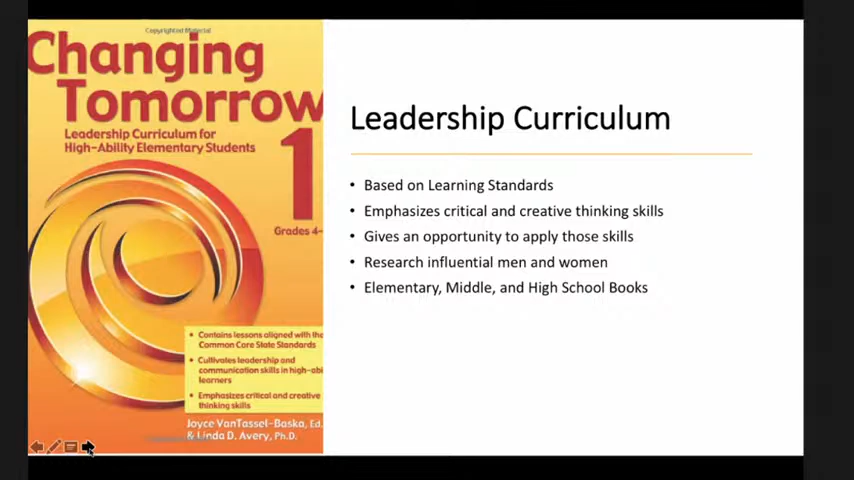 Copyrighted Material
Changing
Tomorrow
Leadership Curriculum for
High-Ability Elementary Students
1
Grades 4-
• Contains lessons aligned with the
Common Core State Standards
• Cultivates leadership and
communication skills in high-abi
learners
• Emphasizes critical and creative
thinking skills
Joyce VanTassel-Baska, Ed.
& Linda D. Avery, Ph.D.
Leadership Curriculum
• Based on Learning Standards
• Emphasizes critical and creative thinking skills
• Gives an opportunity to apply those skills
• Research influential men and women
• Elementary, Middle, and High School Books